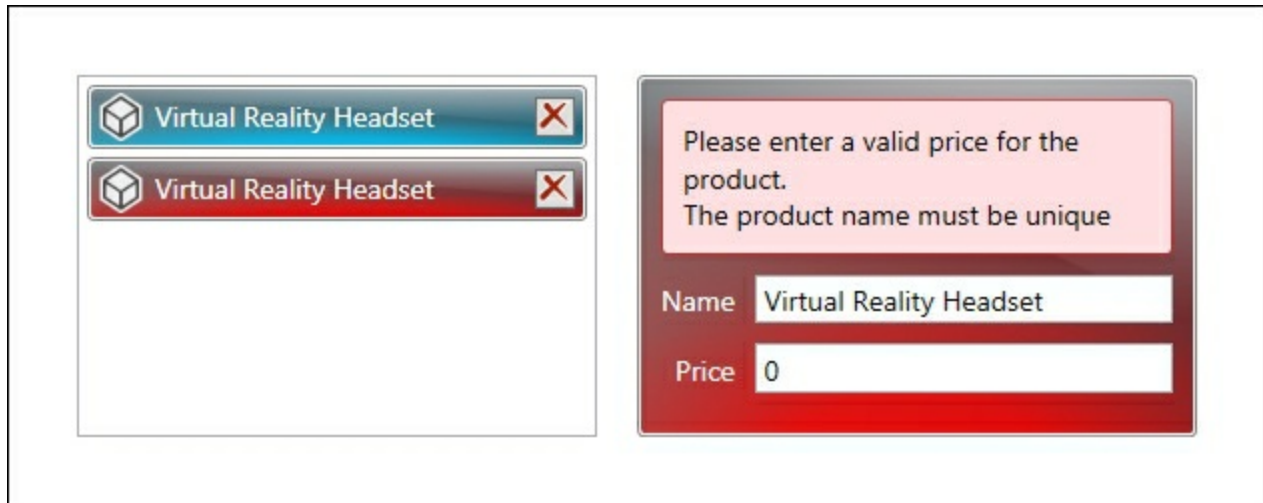 Virtual Reality Headset
Virtual Reality Headset
Please enter a valid price for the
product.
The product name must be unique
Name Virtual Reality Headset
Price 0